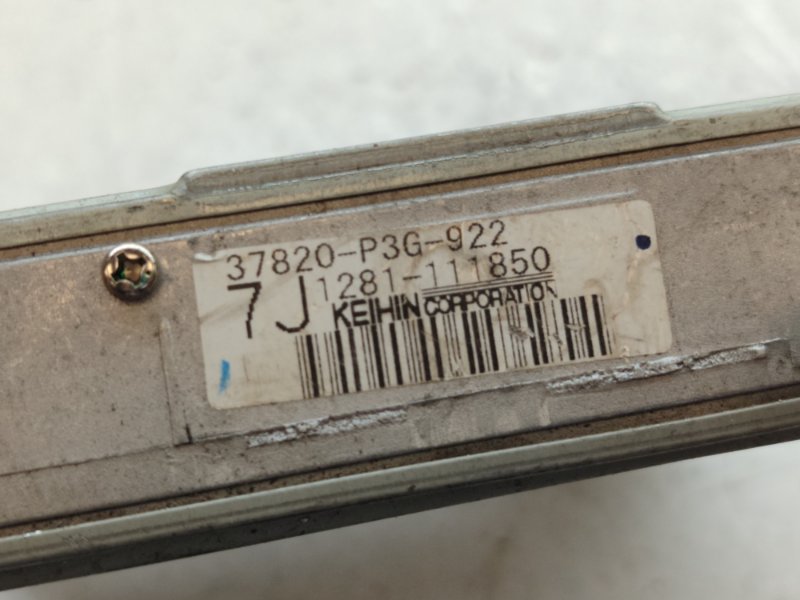 37820-P3G-922
7J 1281-111850
KEIHIN CORPORATION